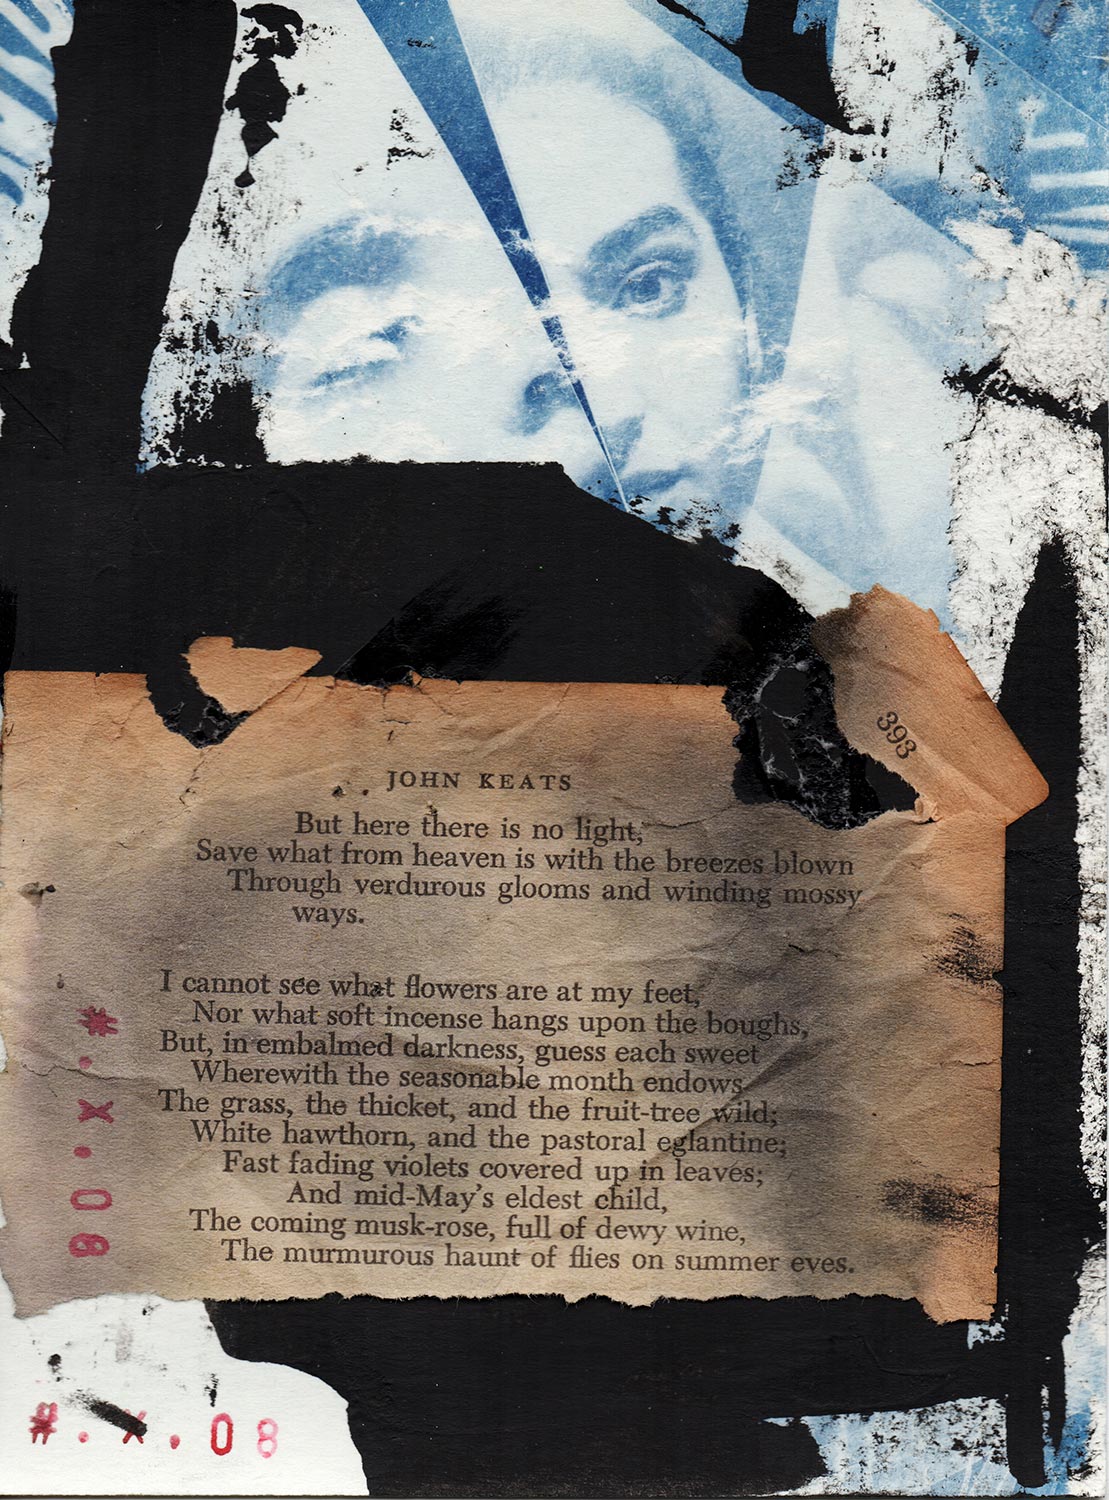 393
JOHN KEATS
But here there is no light,
Save what from heaven is with the breezes blown
Through verdurous glooms and winding mossy
ways.
I cannot see what flowers are at my feet,
Nor what soft incense hangs upon the boughs,
But, in embalmed darkness, guess each sweet
Wherewith the seasonable month endows
The grass, the thicket, and the fruit-tree wild;
White hawthorn, and the pastoral eglantine;
Fast fading violets covered up in leaves;
And mid-May's eldest child,
The coming musk-rose, full of dewy wine,
The murmurous haunt of flies on summer eves.
#.x.08
#.x.08